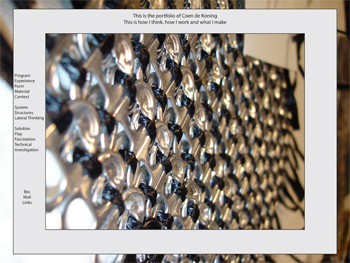 This is the portfolio of Coen de Koning
This is how I think, how I work and what I make
Program
Experience
Form
Material
Context
System
Structures
Lateral Thinking
Solution
Play
Fascination
Technical
Investigation
Bio
Mail
Links